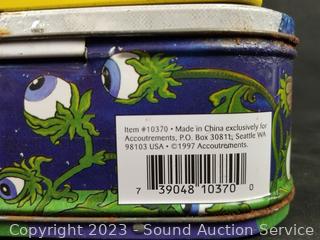 Item #10370 • Made in China exclusively for
Accoutrements, P.O. Box 30811; Seattle WA
98103 USA • ©1997 Accoutrements.
7 39048 10370 0
Copyright 2023 - Sound Auction Service